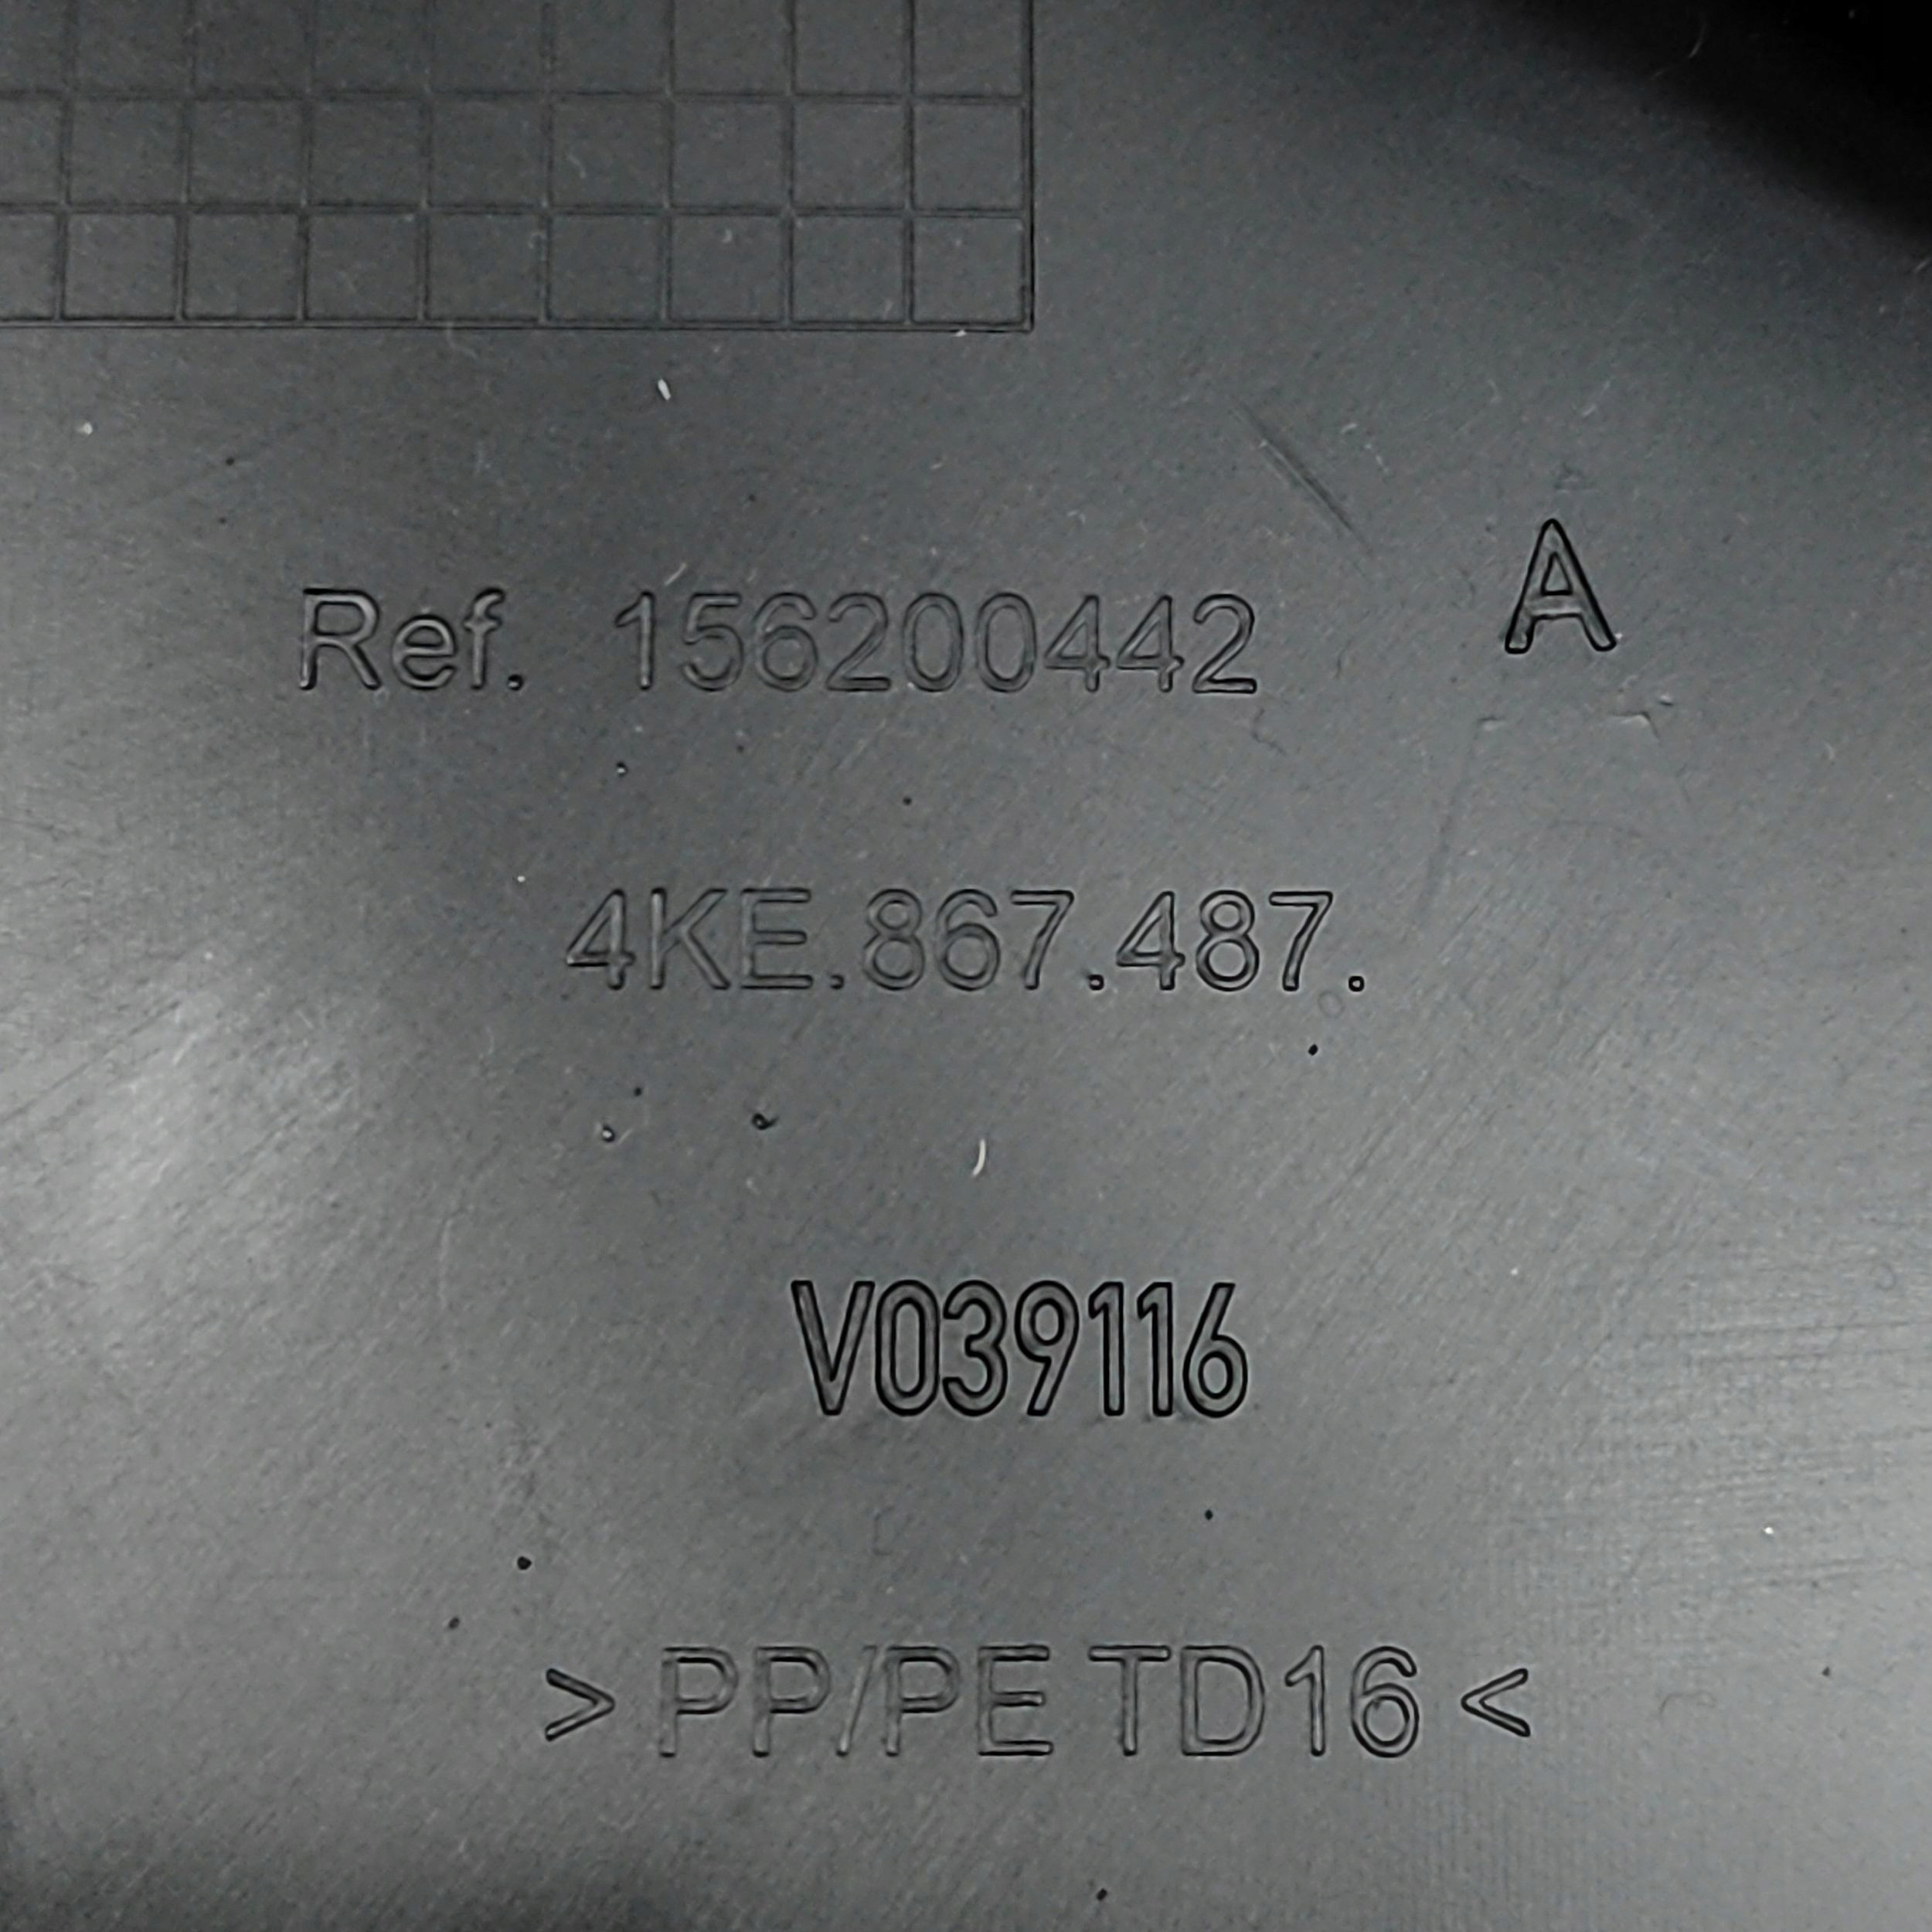 Ref. 156200442 A
4KE.867.487.
V039116
>PP/PE TD16<